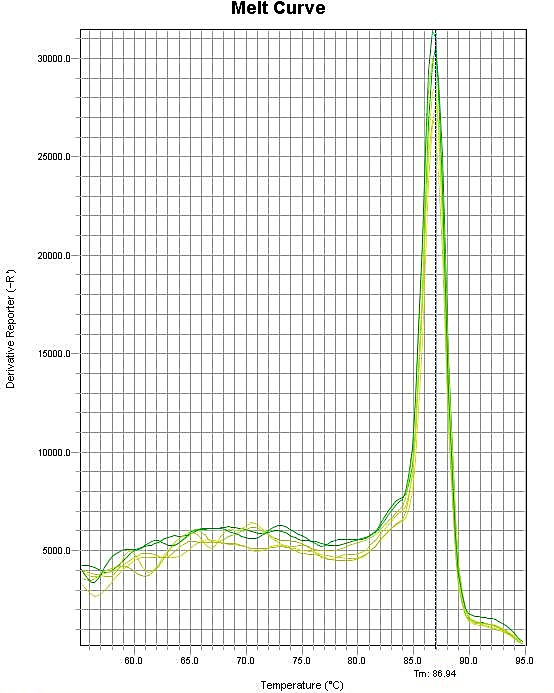 Melt Curve
30000.0
25000.0
20000.0
15000.0
10000.0
5000.0
Derivative Reporter (-R')
60.0 65.0 70.0 75.0 80.0 85.0 90.0 95.0
Tm: 86.94
Temperature (°C)